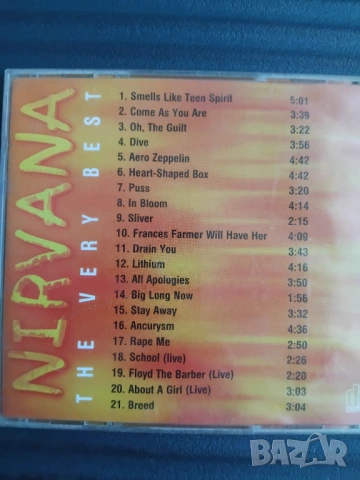 NIRVANA
THE VERY BEST
1. Smells Like Teen Spirit 5:01
2. Come As You Are 3:39
3. Oh, The Guilt 3:22
4. Dive 3:56
5. Aero Zeppelin 4:42
6. Heart-Shaped Box 4:42
7. Puss 3:20
8. In Bloom 4:14
9. Sliver 2:15
10. Frances Farmer Will Have Her 4:09
11. Drain You 3:43
12. Lithium 4:16
13. All Apologies 3:50
14. Big Long Now 1:56
15. Stay Away 3:32
16. Ancurysm 4:36
17. Rape Me 2:50
18. School (live) 2:26
19. Floyd The Barber (Live) 2:20
20. About A Girl (Live) 3:03
21. Breed 3:04
BAZAR